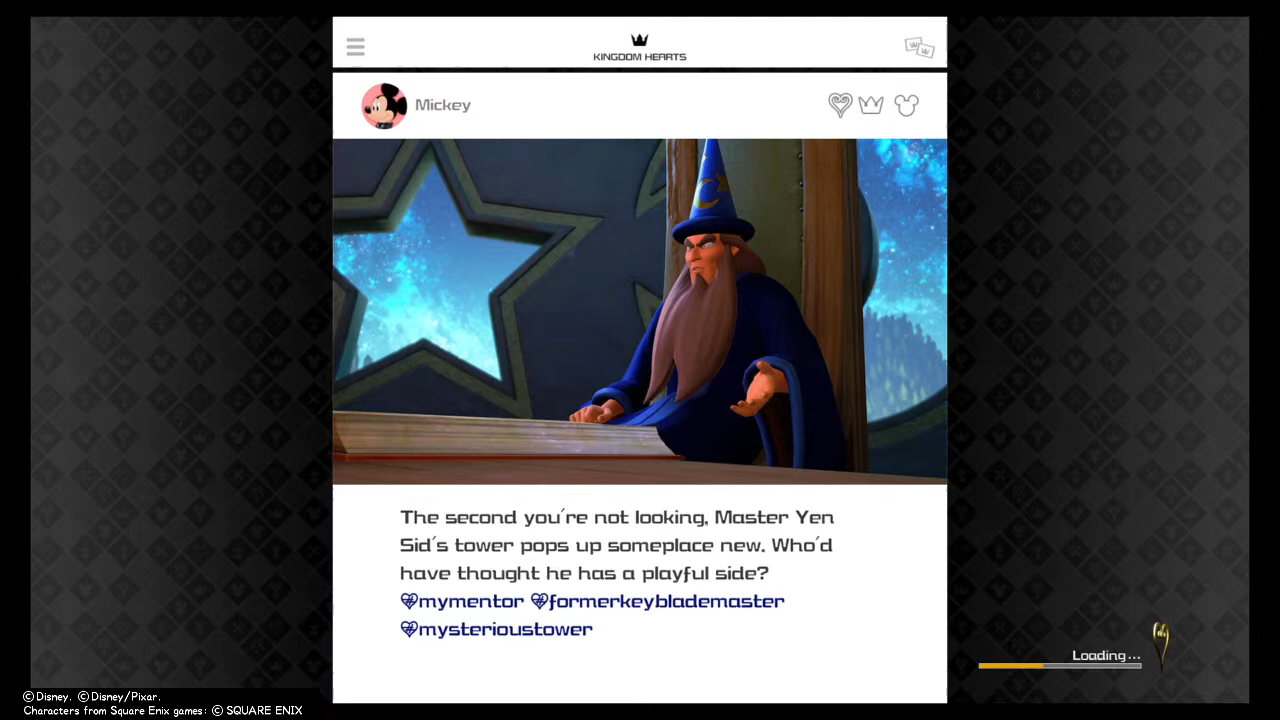 KINGDOM HEARTS
Mickey
The second you're not looking, Master Yen
Sid's tower pops up someplace new. Who'd
have thought he has a playful side?
#mymentor #formerkeyblademaster
#mysterioustower
Loading...
© Disney. © Disney/Pixar.
Characters from Square Enix games: © SQUARE ENIX